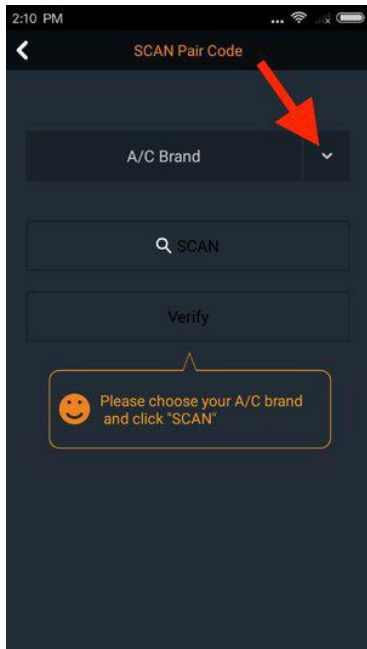 2:10 PM
SCAN Pair Code
A/C Brand
SCAN
Verify
Please choose your A/C brand
and click "SCAN"